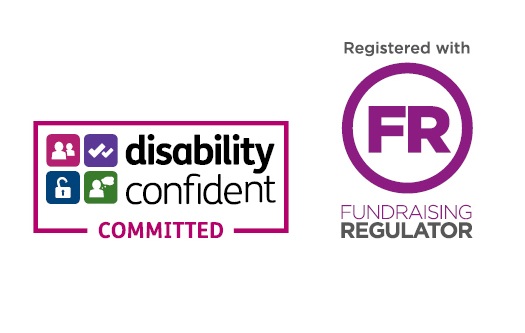 disability
confident
COMMITTED
Registered with
FR
FUNDRAISING
REGULATOR